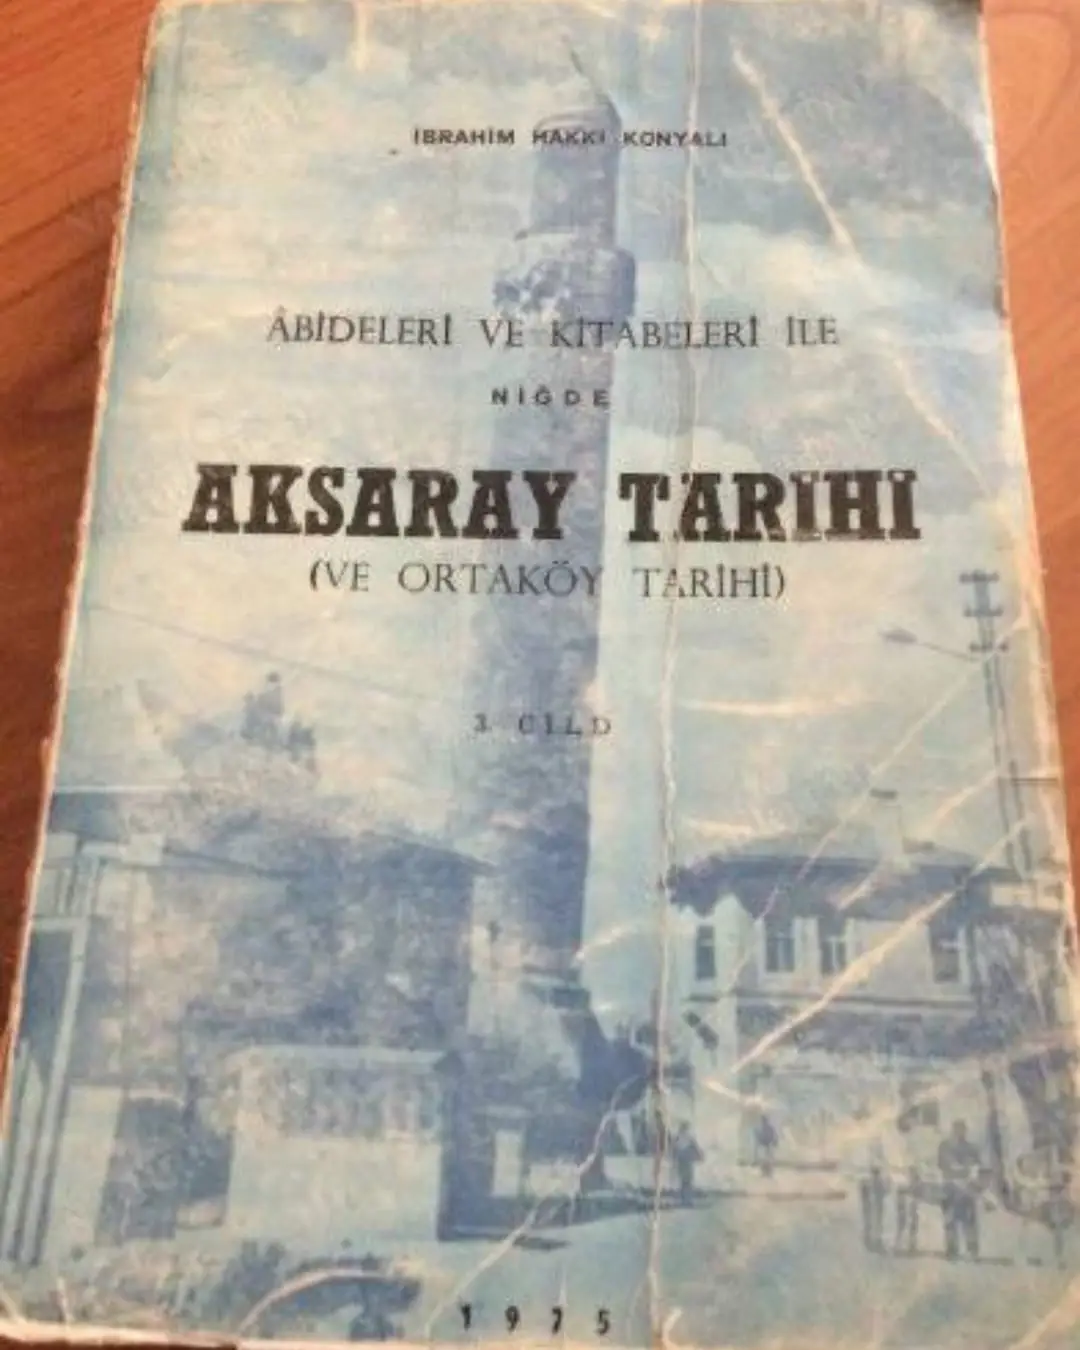 İBRAHİM HAKKI KONYALI
ÂBİDELERİ VE KİTABELERİ İLE
NİĞDE
AKSARAY TARİHİ
(VE ORTAKÖY TARİHİ)
3. CİLD
1975